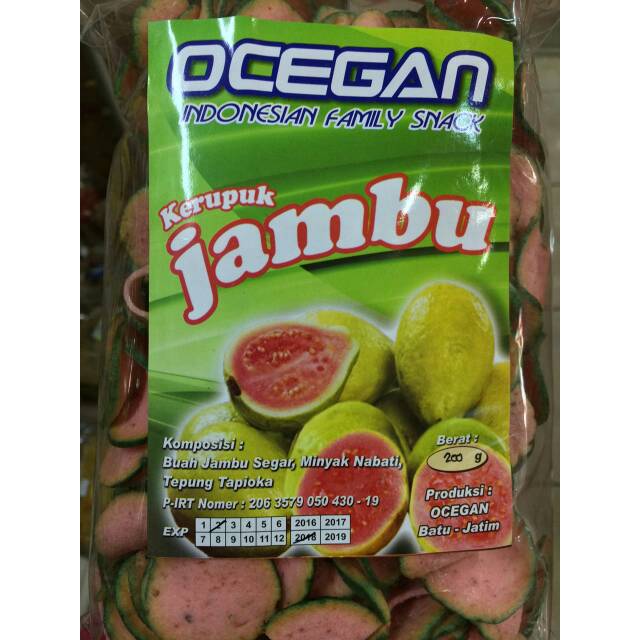 OCEGAN
INDONESIAN FAMILY SNACK
Kerupuk
jambu
Komposisi :
Buah Jambu Segar, Minyak Nabati,
Tepung Tapioka
P-IRT Nomer : 206 3579 050 430 - 19
EXP
1 2 3 4 5 6 2016 2017
7 8 9 10 11 12 2018 2019
Berat :
200 g
Produksi :
OCEGAN
Batu - Jatim